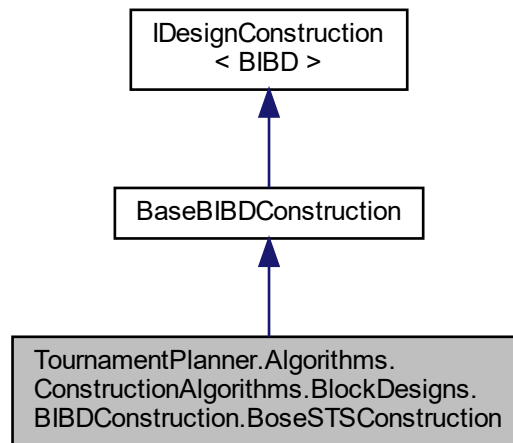 IDesignConstruction
< BIBD >
BaseBIBDConstruction
TournamentPlanner.Algorithms.
ConstructionAlgorithms.BlockDesigns.
BIBDConstruction.BoseSTSConstruction